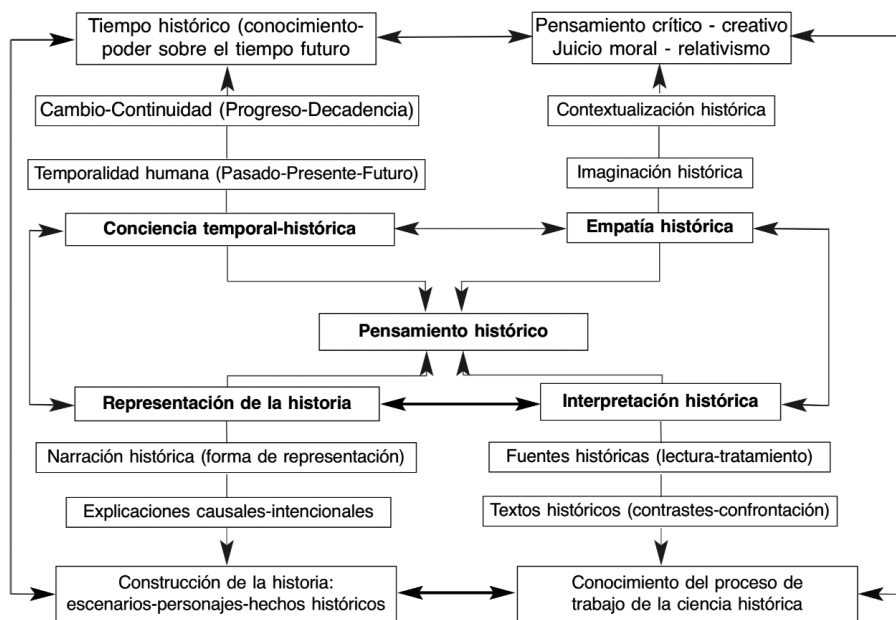 Tiempo histórico (conocimiento-
poder sobre el tiempo futuro
Pensamiento crítico - creativo
Juicio moral - relativismo
Cambio-Continuidad (Progreso-Decadencia)
Contextualización histórica
Temporalidad humana (Pasado-Presente-Futuro)
Imaginación histórica
Conciencia temporal-histórica
Empatía histórica
Pensamiento histórico
Representación de la historia
Interpretación histórica
Narración histórica (forma de representación)
Fuentes históricas (lectura-tratamiento)
Explicaciones causales-intencionales
Textos históricos (contrastes-confrontación)
Construcción de la historia:
escenarios-personajes-hechos históricos
Conocimiento del proceso de
trabajo de la ciencia histórica